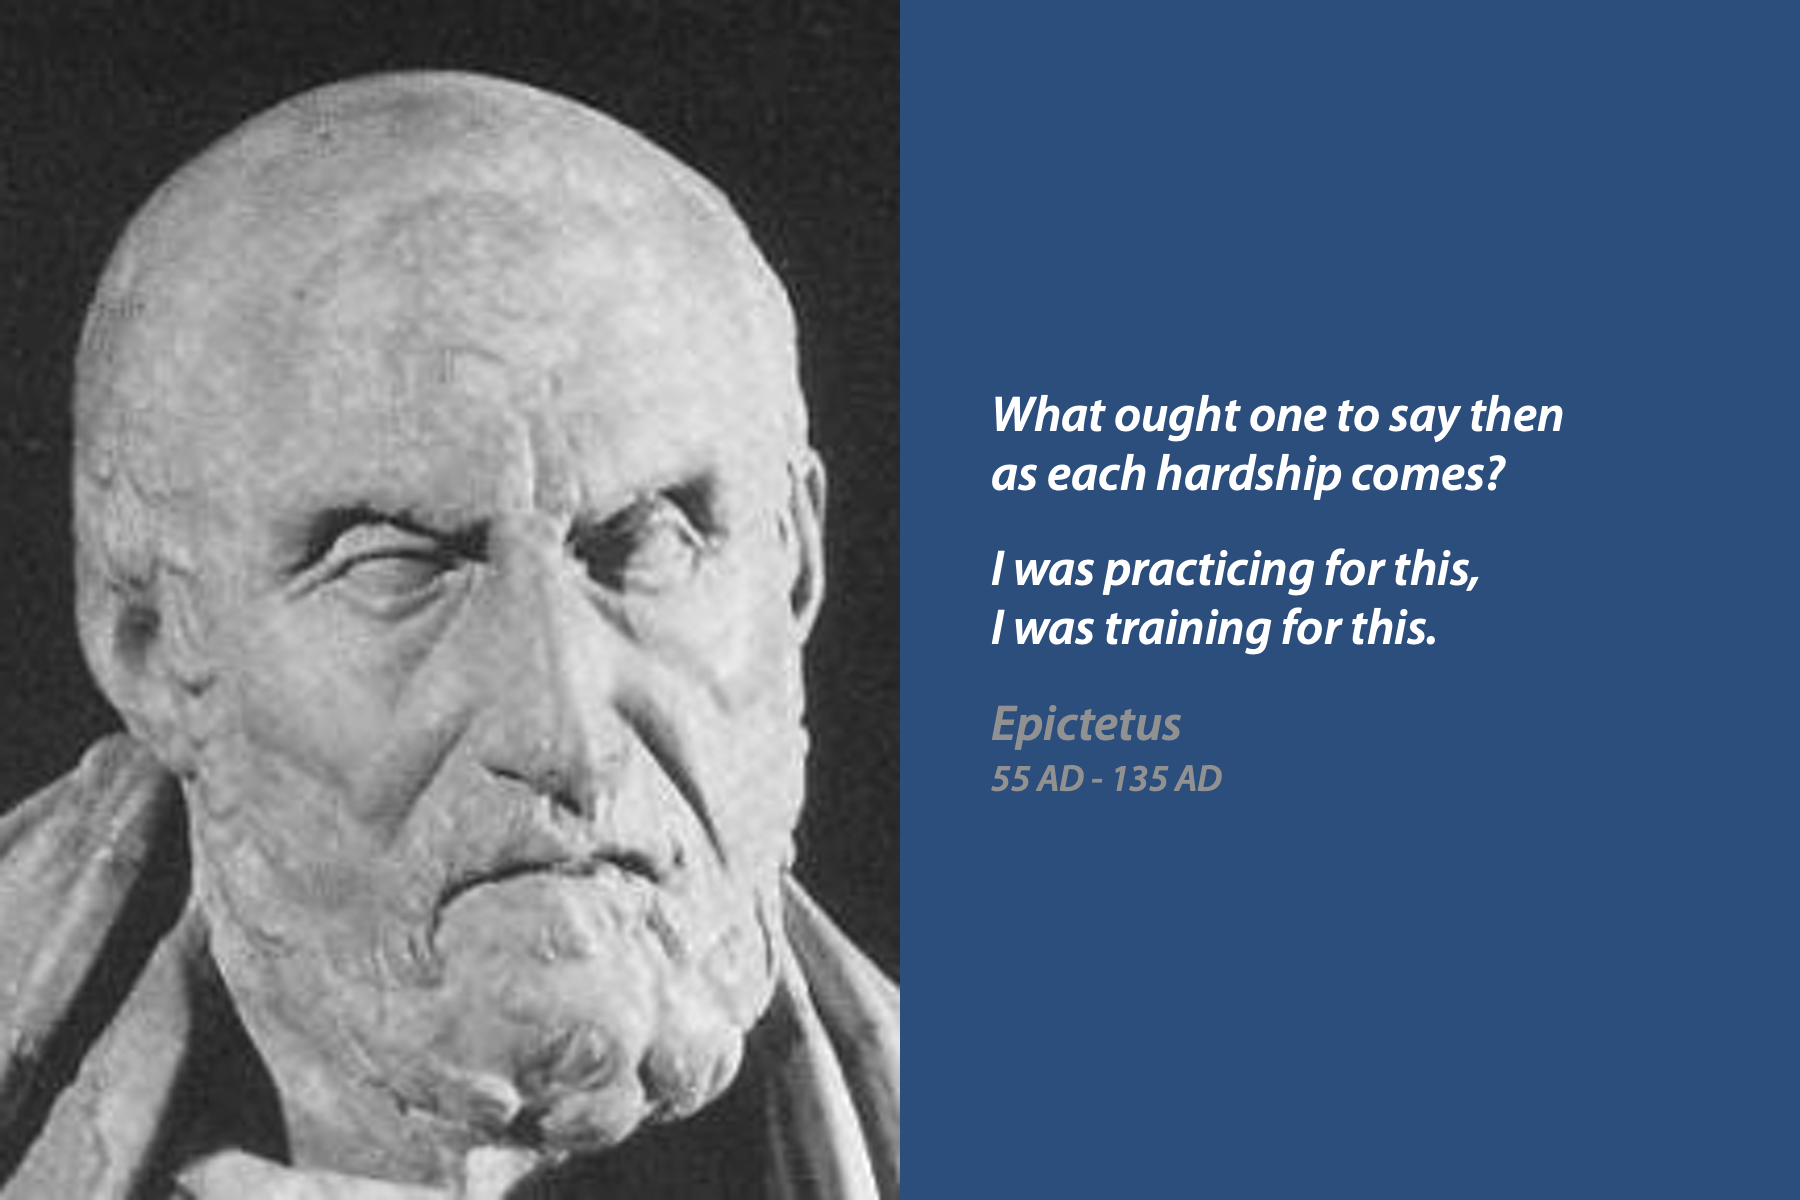 What ought one to say then
as each hardship comes?
I was practicing for this,
I was training for this.
Epictetus
55 AD - 135 AD